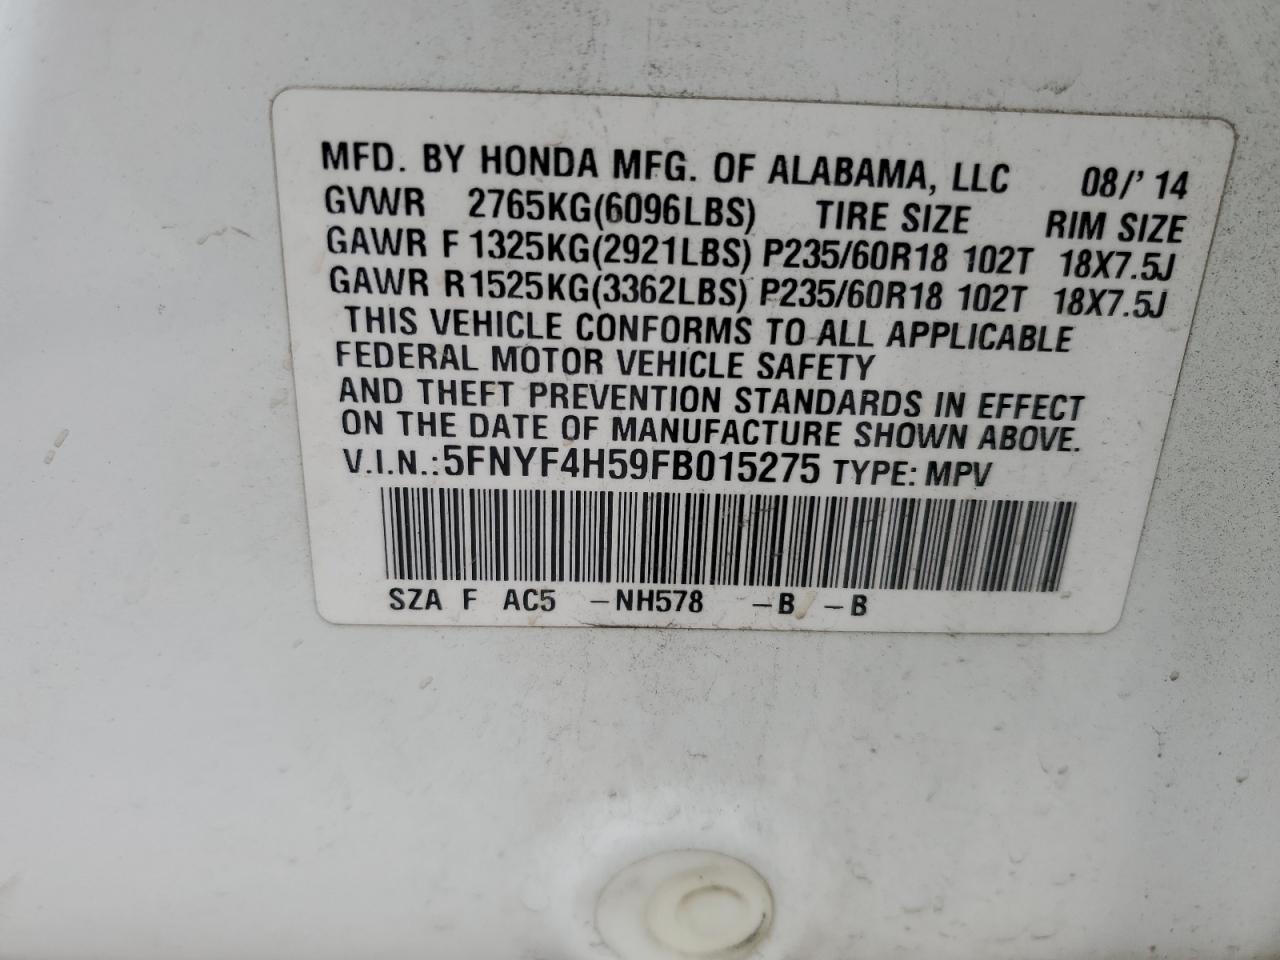 MFD. BY HONDA MFG. OF ALABAMA, LLC 08/' 14
GVWR 2765KG(6096LBS) TIRE SIZE RIM SIZE
GAWR F 1325KG(2921LBS) P235/60R18 102T 18X7.5J
GAWR R1525KG(3362LBS) P235/60R18 102T 18X7.5J
THIS VEHICLE CONFORMS TO ALL APPLICABLE
FEDERAL MOTOR VEHICLE SAFETY
AND THEFT PREVENTION STANDARDS IN EFFECT
ON THE DATE OF MANUFACTURE SHOWN ABOVE.
V.I.N.:5FNYF4H59FB015275 TYPE: MPV
SZA F AC5 -NH578 -B -B